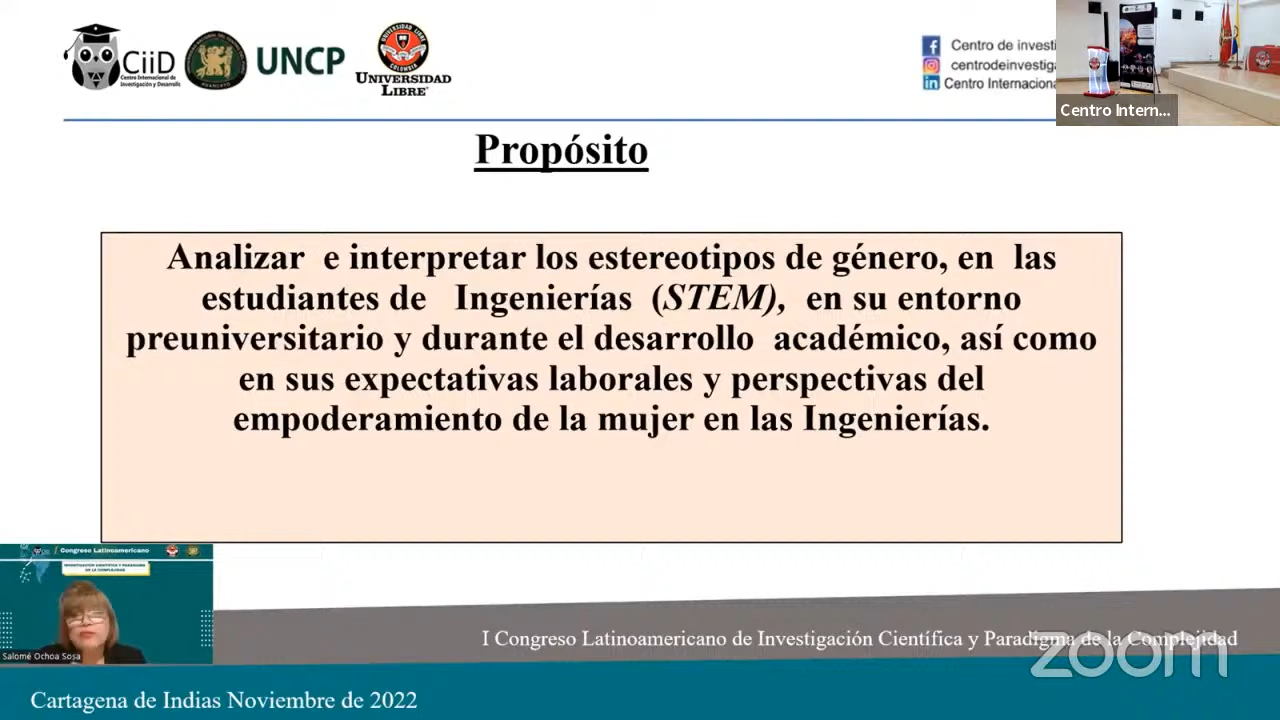 CiiD
Centro Internacional de
Investigación y Desarrollo
UNCP
UNIVERSIDAD
LIBRE
Centro de investi
centrodeinvestiga
Centro Internaciona
Centro Intern...
Propósito
Analizar e interpretar los estereotipos de género, en las
estudiantes de Ingenierías (STEM), en su entorno
preuniversitario y durante el desarrollo académico, así como
en sus expectativas laborales y perspectivas del
empoderamiento de la mujer en las Ingenierías.
Congreso Latinoamericano
INVESTIGACIÓN CIENTÍFICA Y PARADIGMA
DE LA COMPLEJIDAD
Salomé Ochoa Sosa
I Congreso Latinoamericano de Investigación Científica y Paradigma de la Complejidad
zoom
Cartagena de Indias Noviembre de 2022